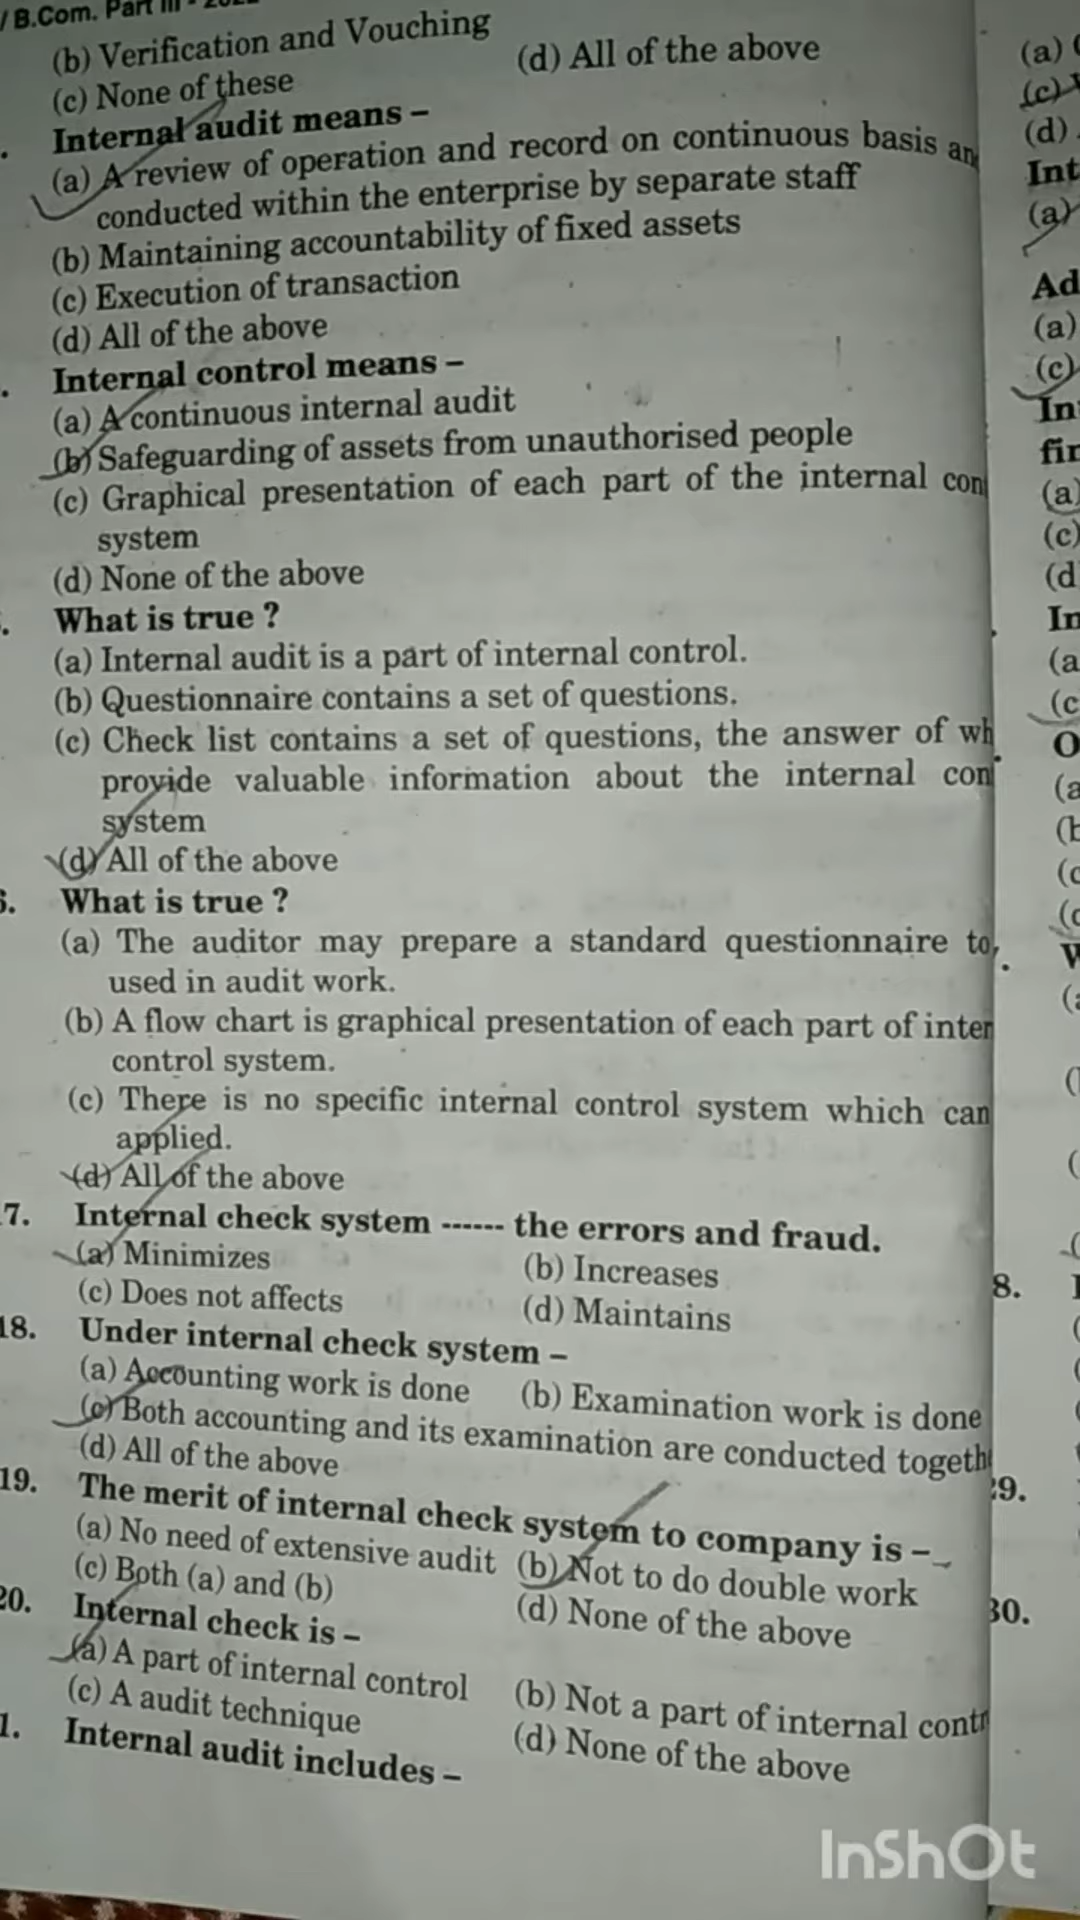 / B.Com. Part III -
(b) Verification and Vouching
(c) None of these (d) All of the above
Internal audit means –
(a) A review of operation and record on continuous basis an
conducted within the enterprise by separate staff
(b) Maintaining accountability of fixed assets
(c) Execution of transaction
(d) All of the above
Internal control means –
(a) A continuous internal audit
(b) Safeguarding of assets from unauthorised people
(c) Graphical presentation of each part of the internal con
system
(d) None of the above
What is true ?
(a) Internal audit is a part of internal control.
(b) Questionnaire contains a set of questions.
(c) Check list contains a set of questions, the answer of wh
provide valuable information about the internal con
system
(d) All of the above
6. What is true ?
(a) The auditor may prepare a standard questionnaire to
used in audit work.
(b) A flow chart is graphical presentation of each part of inter
control system.
(c) There is no specific internal control system which can
applied.
(d) All of the above
17. Internal check system ------ the errors and fraud.
(a) Minimizes (b) Increases
(c) Does not affects (d) Maintains
18. Under internal check system –
(a) Accounting work is done (b) Examination work is done
(c) Both accounting and its examination are conducted togeth
(d) All of the above
19. The merit of internal check system to company is –
(a) No need of extensive audit (b) Not to do double work
(c) Both (a) and (b) (d) None of the above
20. Internal check is –
(a) A part of internal control (b) Not a part of internal contr
(c) A audit technique (d) None of the above
1. Internal audit includes –
(a)
(c)
(d)
Int
(a)
Ad
(a)
(c)
In
fin
(a)
(c)
(d
In
(a
(c
O
(a
(b
(c
W
8.
29.
30.
InShOt